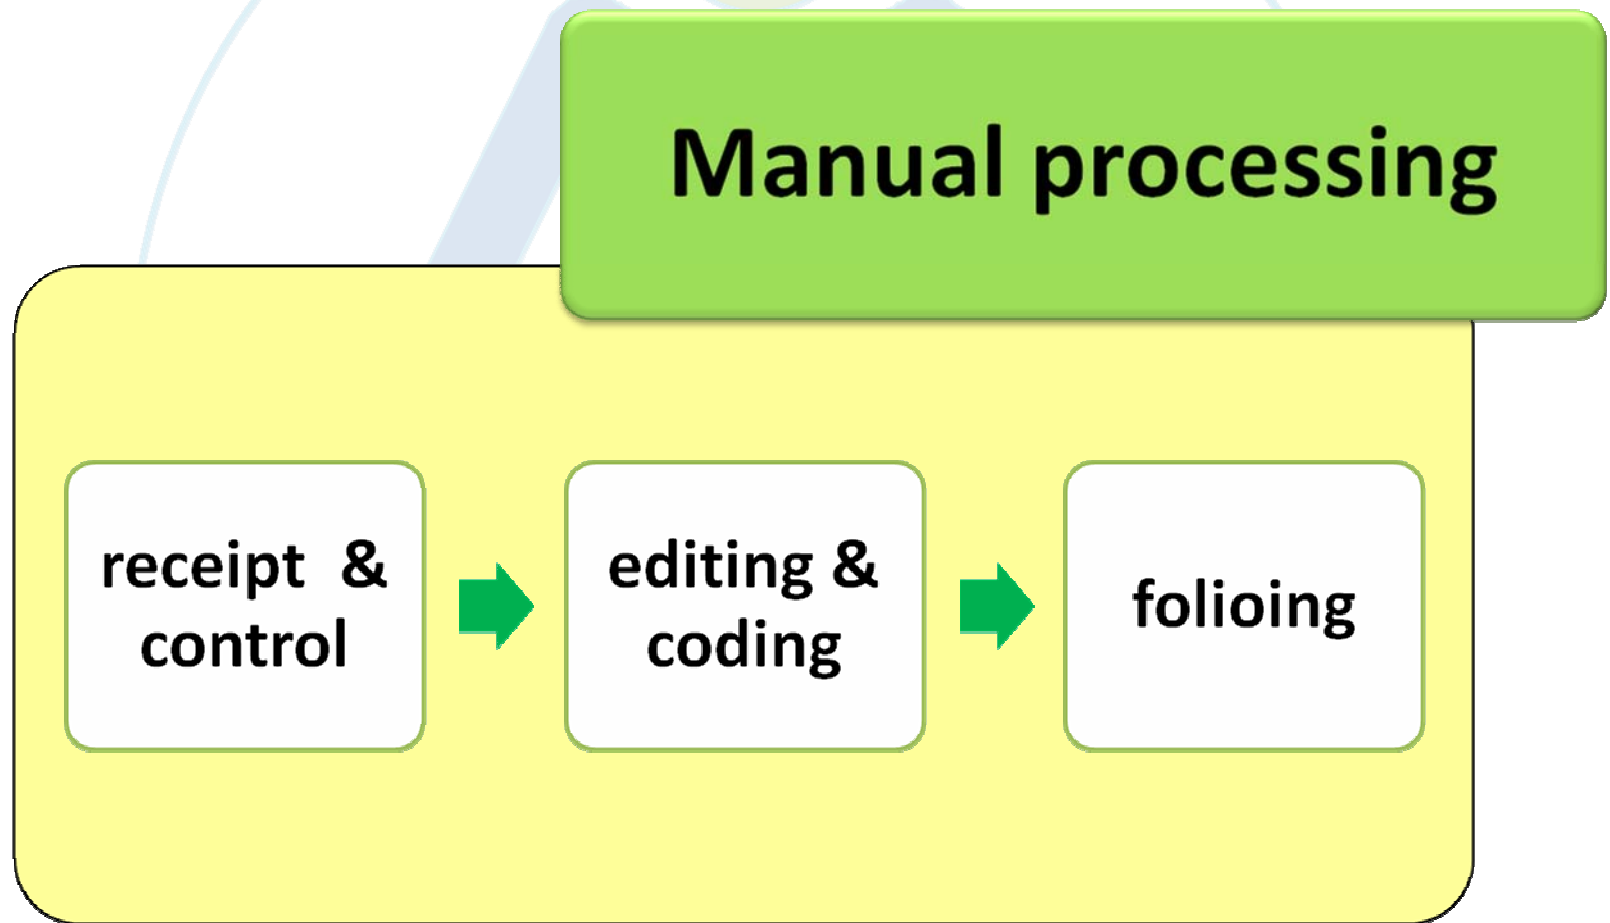 Manual processing
receipt &
control
editing &
coding
folioing